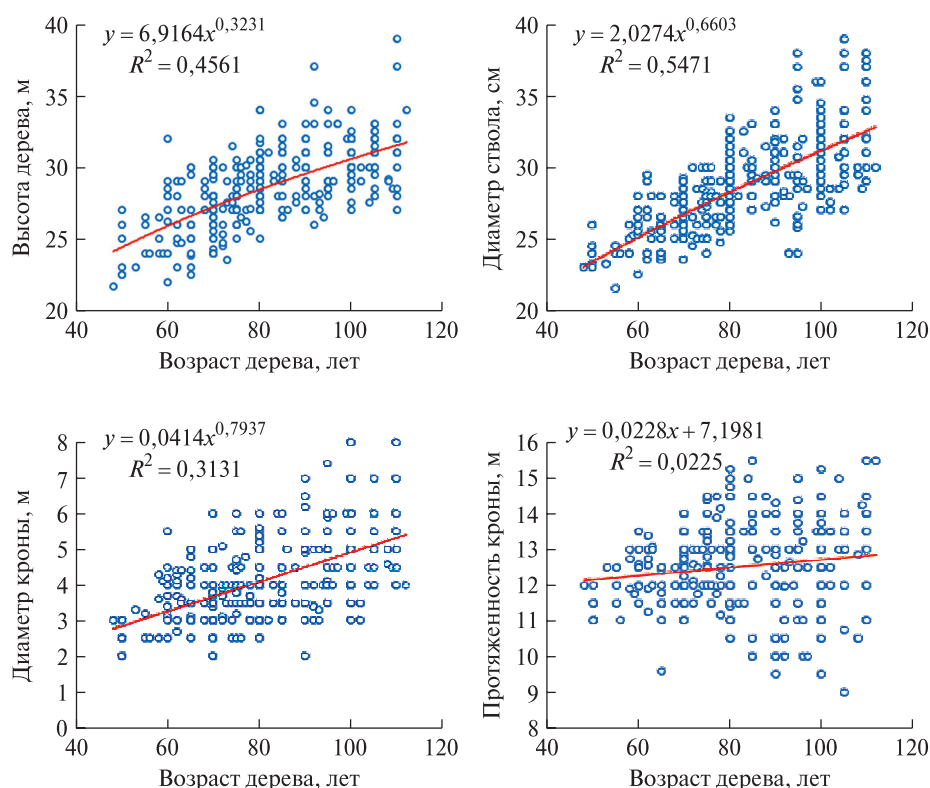 y = 6,9164x^0,3231
R² = 0,4561
40
35
30
25
20
40 60 80 100 120
Высота дерева, м
Возраст дерева, лет
y = 2,0274x^0,6603
R² = 0,5471
40
35
30
25
20
40 60 80 100 120
Диаметр ствола, см
Возраст дерева, лет
y = 0,0414x^0,7937
R² = 0,3131
8
7
6
5
4
3
2
1
0
40 60 80 100 120
Диаметр кроны, м
Возраст дерева, лет
y = 0,0228x + 7,1981
R² = 0,0225
16
15
14
13
12
11
10
9
8
40 60 80 100 120
Протяженность кроны, м
Возраст дерева, лет